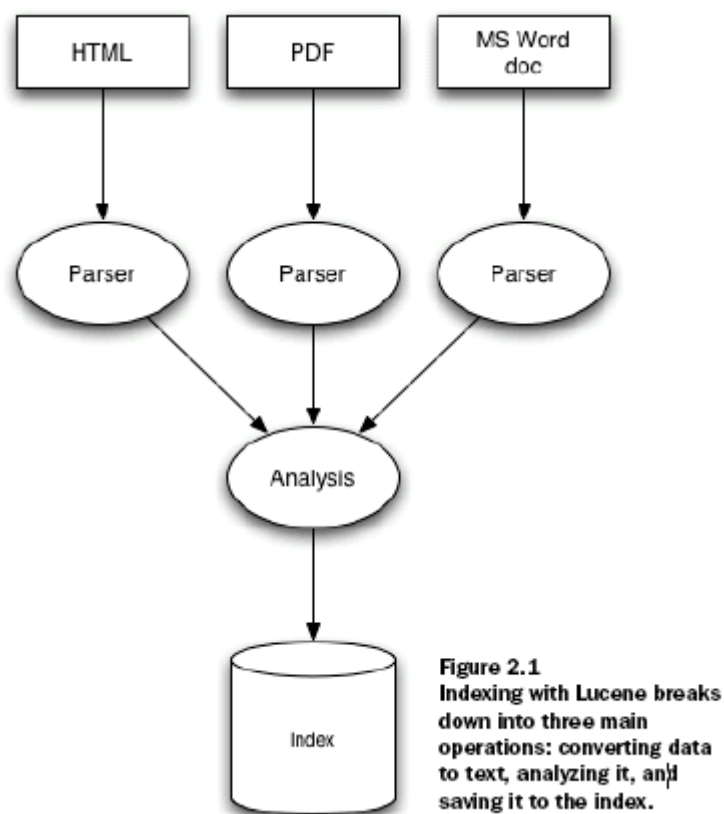 HTML
PDF
MS Word
doc
Parser
Parser
Parser
Analysis
Index
Figure 2.1
Indexing with Lucene breaks
down into three main
operations: converting data
to text, analyzing it, and
saving it to the index.